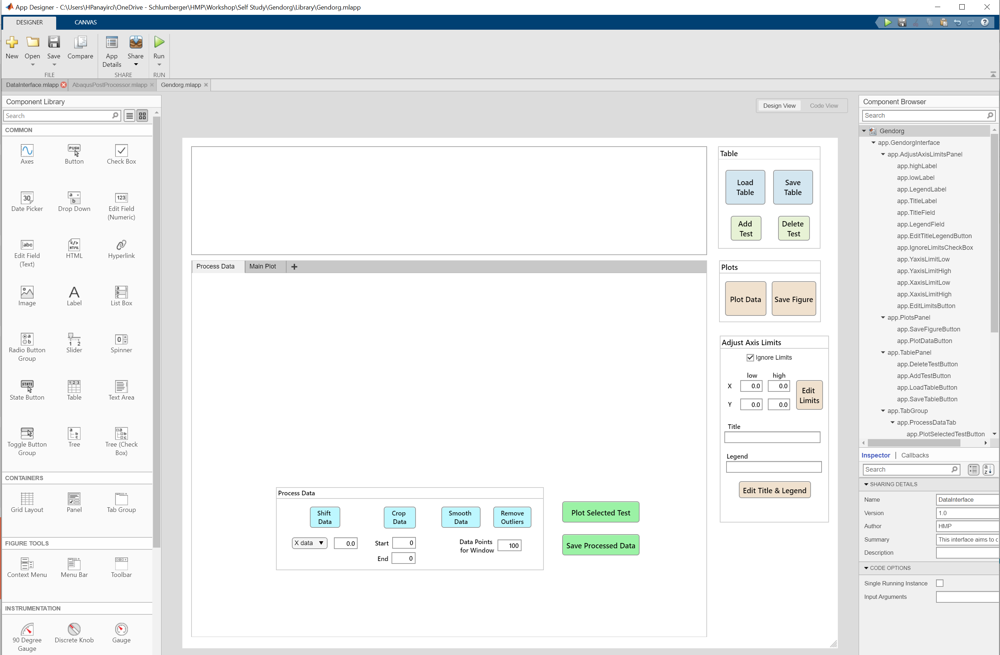 App Designer - C:\Users\HPanayirci\OneDrive - Schlumberger\HMP\Workshop\Self Study\Gendorg\Library\Gendorg.mlapp
DESIGNER CANVAS
New Open Save Compare App Details Share Run
FILE SHARE RUN
DataInterface.mlapp AbaqusPostProcessor.mlapp Gendorg.mlapp
Component Library
Search
COMMON
Axes Button Check Box
30
Date Picker Drop Down Edit Field (Numeric)
Edit Field (Text) HTML Hyperlink
Image Label List Box
Radio Button Group Slider Spinner
State Button Table Text Area
Toggle Button Group Tree Tree (Check Box)
CONTAINERS
Grid Layout Panel Tab Group
FIGURE TOOLS
Context Menu Menu Bar Toolbar
INSTRUMENTATION
90 Degree Gauge Discrete Knob Gauge
Design View Code View
Process Data Main Plot
Process Data
Shift Data
Crop Data
Smooth Data
Remove Outliers
X data 0.0
Start 0
End 0
Data Points for Window 100
Plot Selected Test
Save Processed Data
Table
Load Table
Save Table
Add Test
Delete Test
Plots
Plot Data Save Figure
Adjust Axis Limits
Ignore Limits
low high
X 0.0 0.0
Y 0.0 0.0
Edit Limits
Title
Legend
Edit Title & Legend
Component Browser
Search
Gendorg
app.GendorgInterface
app.AdjustAxisLimitsPanel
app.highLabel
app.lowLabel
app.LegendLabel
app.TitleLabel
app.TitleField
app.LegendField
app.EditTitleLegendButton
app.IgnoreLimitsCheckBox
app.YaxisLimitLow
app.YaxisLimitHigh
app.XaxisLimitLow
app.XaxisLimitHigh
app.EditLimitsButton
app.PlotsPanel
app.SaveFigureButton
app.PlotDataButton
app.TablePanel
app.DeleteTestButton
app.AddTestButton
app.LoadTableButton
app.SaveTableButton
app.TabGroup
app.ProcessDataTab
app.PlotSelectedTestButton
Inspector | Callbacks
Search
SHARING DETAILS
Name DataInterface
Version 1.0
Author HMP
Summary This interface aims to c
Description
CODE OPTIONS
Single Running Instance
Input Arguments